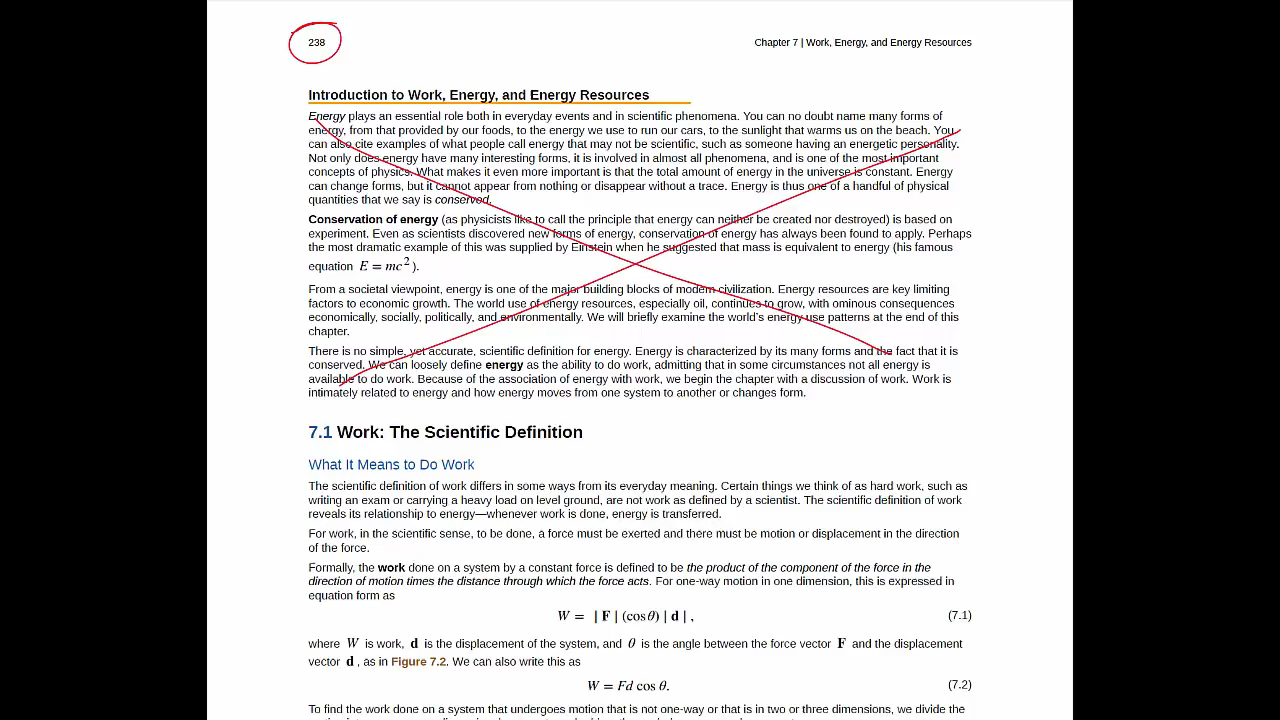 238
Chapter 7 | Work, Energy, and Energy Resources
Introduction to Work, Energy, and Energy Resources
Energy plays an essential role both in everyday events and in scientific phenomena. You can no doubt name many forms of
energy, from that provided by our foods, to the energy we use to run our cars, to the sunlight that warms us on the beach. You
can also cite examples of what people call energy that may not be scientific, such as someone having an energetic personality.
Not only does energy have many interesting forms, it is involved in almost all phenomena, and is one of the most important
concepts of physics. What makes it even more important is that the total amount of energy in the universe is constant. Energy
can change forms, but it cannot appear from nothing or disappear without a trace. Energy is thus one of a handful of physical
quantities that we say is conserved.
Conservation of energy (as physicists like to call the principle that energy can neither be created nor destroyed) is based on
experiment. Even as scientists discovered new forms of energy, conservation of energy has always been found to apply. Perhaps
the most dramatic example of this was supplied by Einstein when he suggested that mass is equivalent to energy (his famous
equation E = mc²).
From a societal viewpoint, energy is one of the major building blocks of modern civilization. Energy resources are key limiting
factors to economic growth. The world use of energy resources, especially oil, continues to grow, with ominous consequences
economically, socially, politically, and environmentally. We will briefly examine the world's energy use patterns at the end of this
chapter.
There is no simple, yet accurate, scientific definition for energy. Energy is characterized by its many forms and the fact that it is
conserved. We can loosely define energy as the ability to do work, admitting that in some circumstances not all energy is
available to do work. Because of the association of energy with work, we begin the chapter with a discussion of work. Work is
intimately related to energy and how energy moves from one system to another or changes form.
7.1 Work: The Scientific Definition
What It Means to Do Work
The scientific definition of work differs in some ways from its everyday meaning. Certain things we think of as hard work, such as
writing an exam or carrying a heavy load on level ground, are not work as defined by a scientist. The scientific definition of work
reveals its relationship to energy—whenever work is done, energy is transferred.
For work, in the scientific sense, to be done, a force must be exerted and there must be motion or displacement in the direction
of the force.
Formally, the work done on a system by a constant force is defined to be the product of the component of the force in the
direction of motion times the distance through which the force acts. For one-way motion in one dimension, this is expressed in
equation form as
W = | F | (cos θ) | d | , (7.1)
where W is work, d is the displacement of the system, and θ is the angle between the force vector F and the displacement
vector d , as in Figure 7.2. We can also write this as
W = Fd cos θ. (7.2)
To find the work done on a system that undergoes motion that is not one-way or that is in two or three dimensions, we divide the